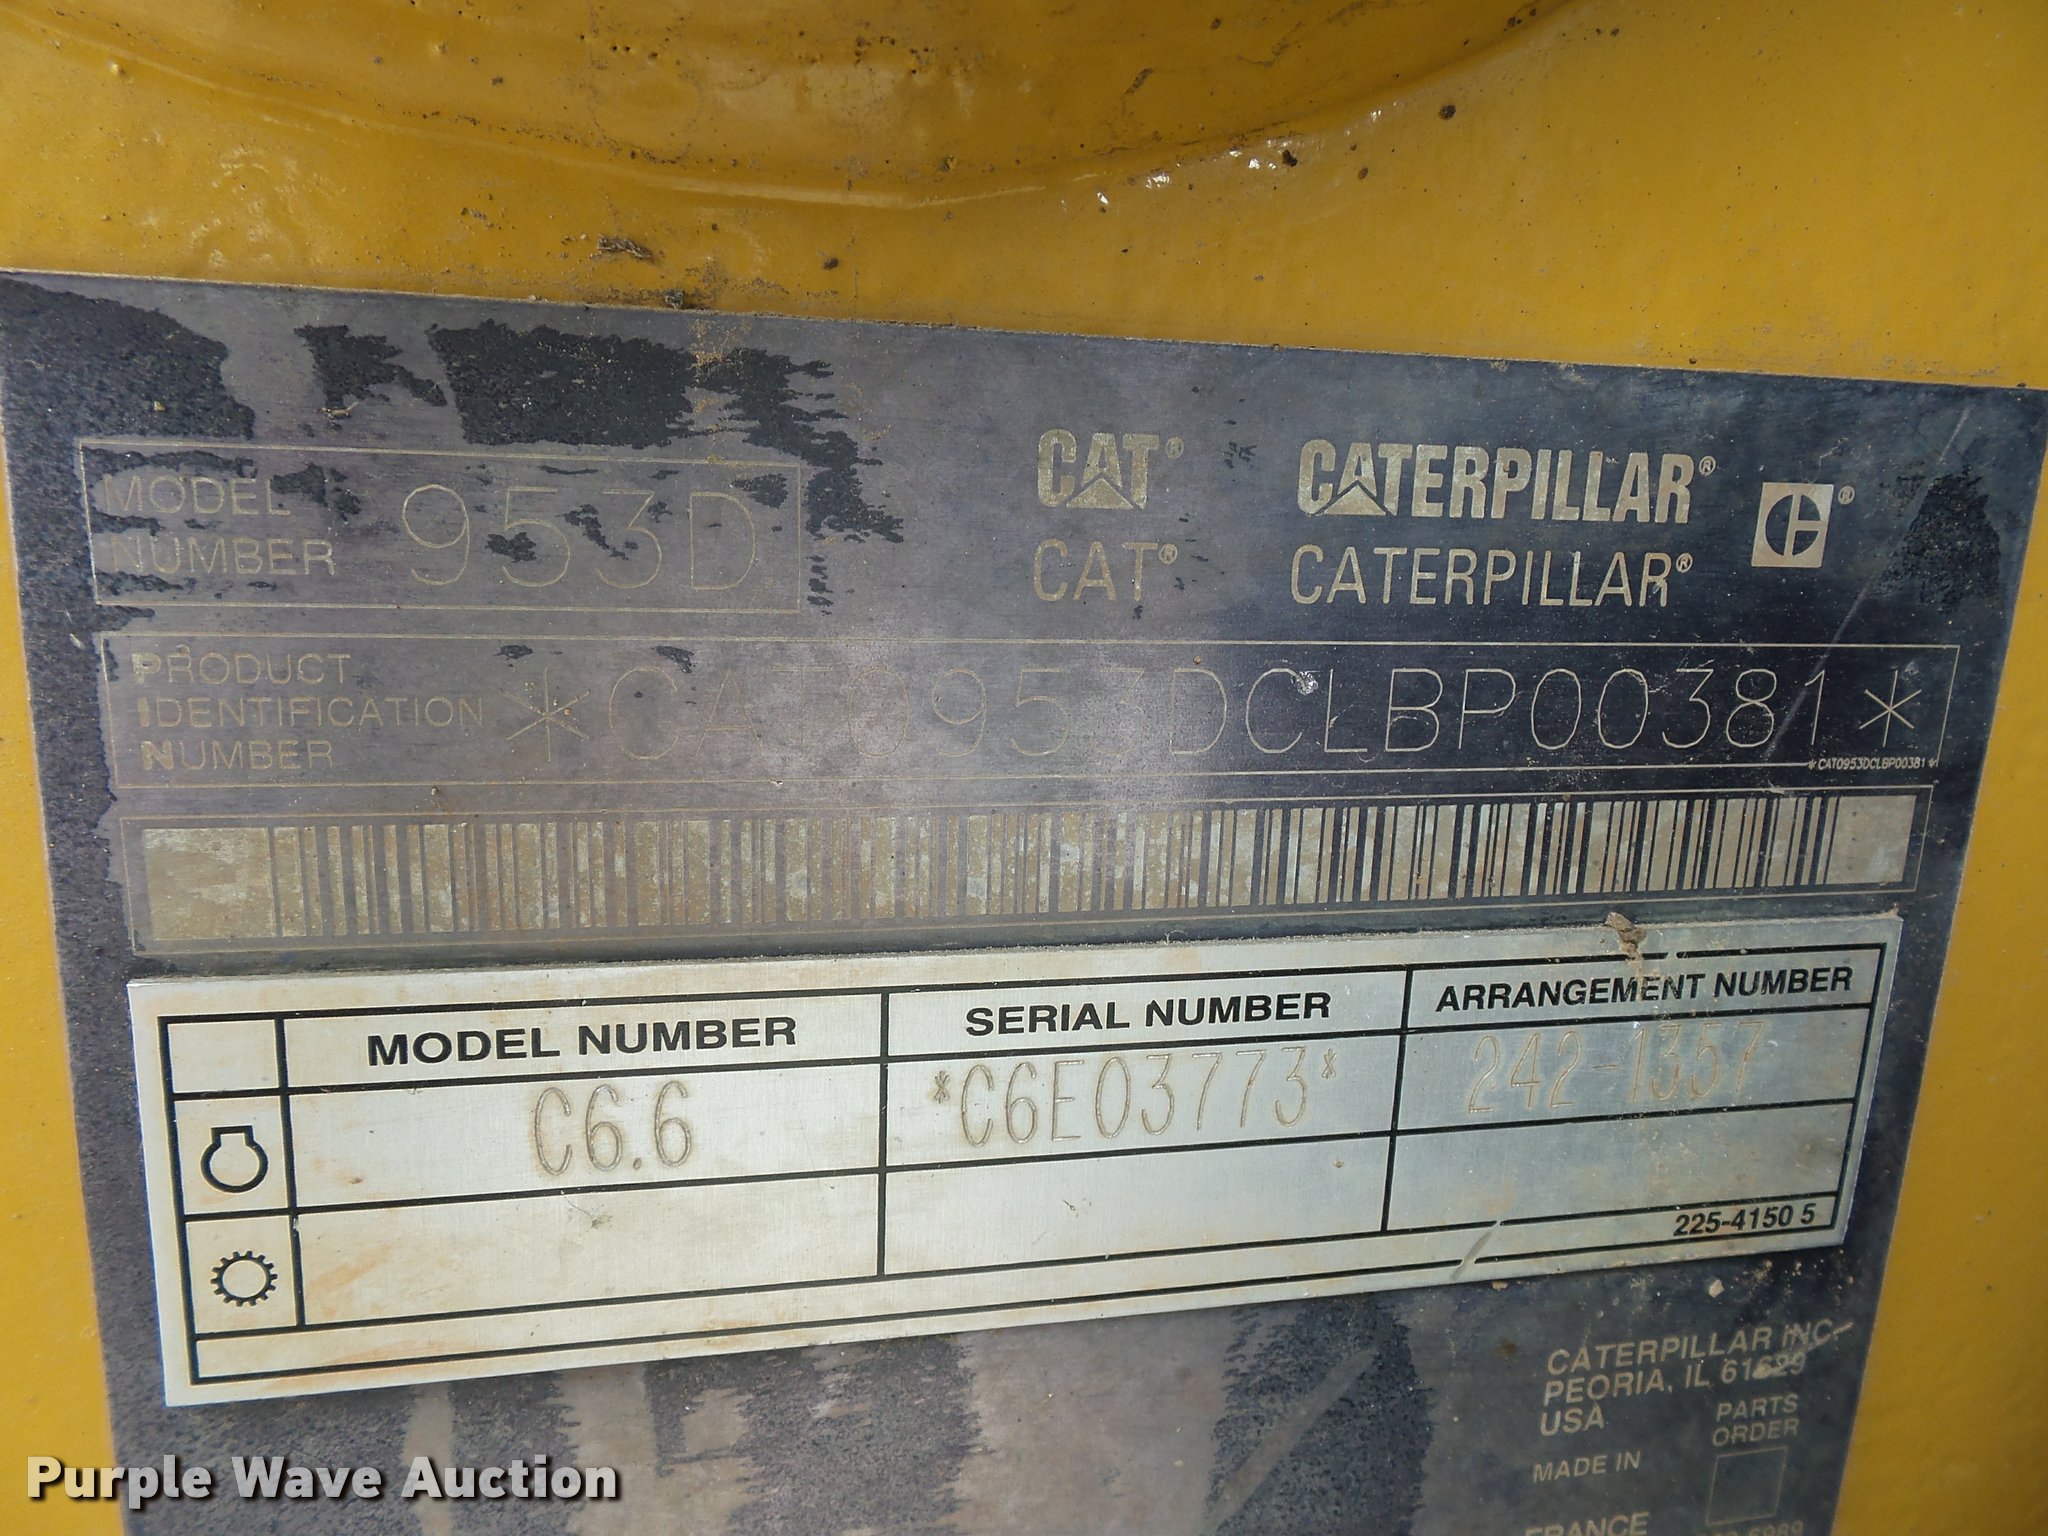 MODEL NUMBER 953D
CAT® CATERPILLAR® ®
CAT® CATERPILLAR®
PRODUCT
IDENTIFICATION
NUMBER
*CAT0953DCLBP00381*
*CAT0953DCLBP00381*
MODEL NUMBER SERIAL NUMBER ARRANGEMENT NUMBER
C6.6 *C6E03773* 242-1357
225-4150 5
CATERPILLAR INC.
PEORIA, IL 61629
USA
PARTS
ORDER
MADE IN
FRANCE
Purple Wave Auction